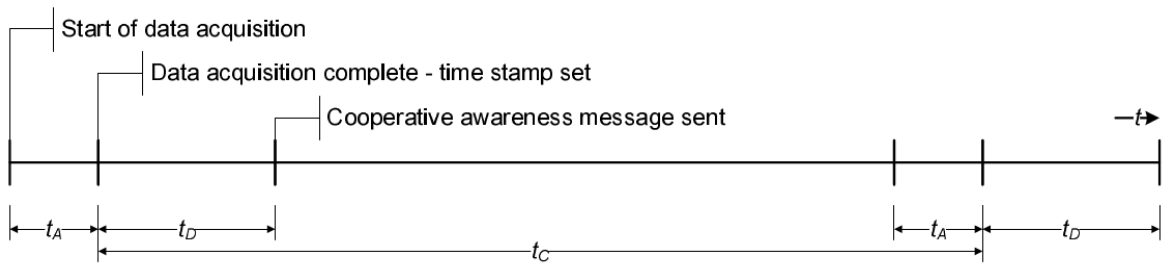 Start of data acquisition
Data acquisition complete - time stamp set
Cooperative awareness message sent
t
tA
tD
tA
tD
tC